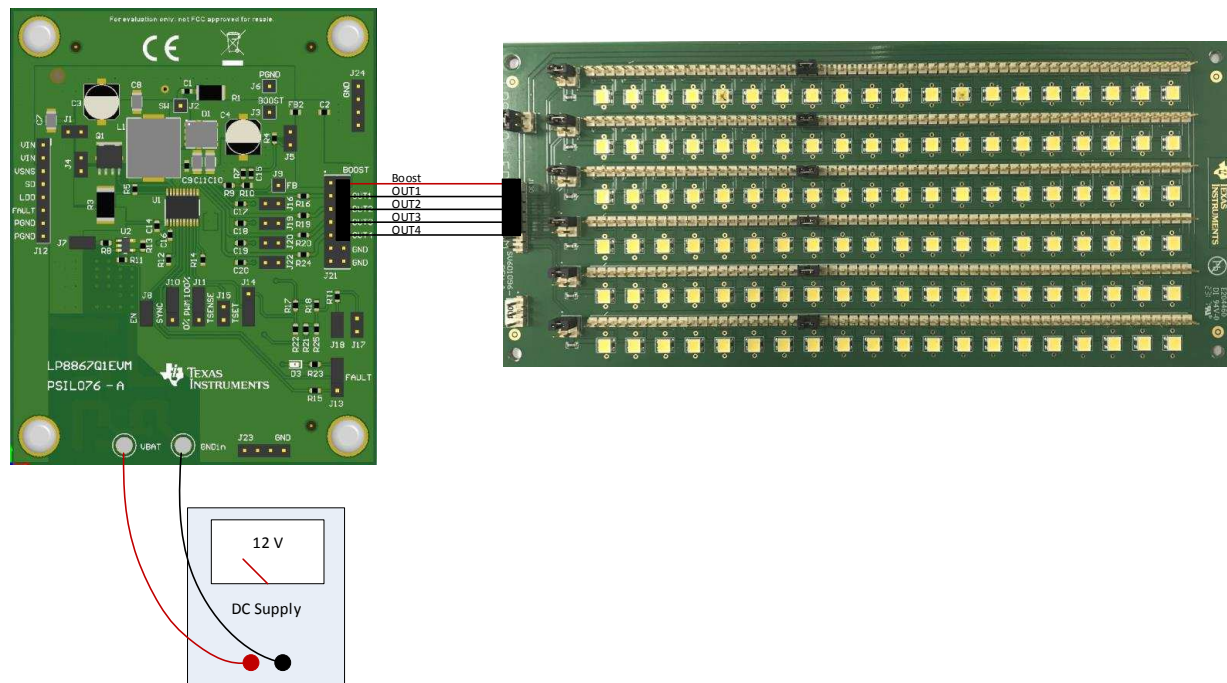 For evaluation only; not FCC approved for resale.
CE
PGND
J6
BOOST
J3
J24
GND
C8
C1
R1
C3
SW
J2
FB2
C2
C7
J1
L1
D1
C4
R4
Q1
J5
VIN
VIN
VSNS
SD
LDO
FAULT
PGND
PGND
J12
J4
R3
R5
U1
C9
C11
C10
C15
R9
R10
J9
FB
BOOST
C17
J16
R16
J19
R19
C18
J20
R20
C19
J22
R24
C20
GND
GND
J21
C14
C16
J7
U2
R8
R13
R11
R12
R14
J8
EN
SYNC
J10
0% PWM 100%
J11
TSENSE
J15
TSET
J14
R17
R18
RT1
R22
R21
R25
J18
J17
D3
R23
FAULT
R15
J13
LP8867Q1EVM
PSIL076 - A
TEXAS
INSTRUMENTS
VBAT
GNDin
J23
GND
Boost
OUT1
OUT2
OUT3
OUT4
TEXAS
INSTRUMENTS
12 V
DC Supply